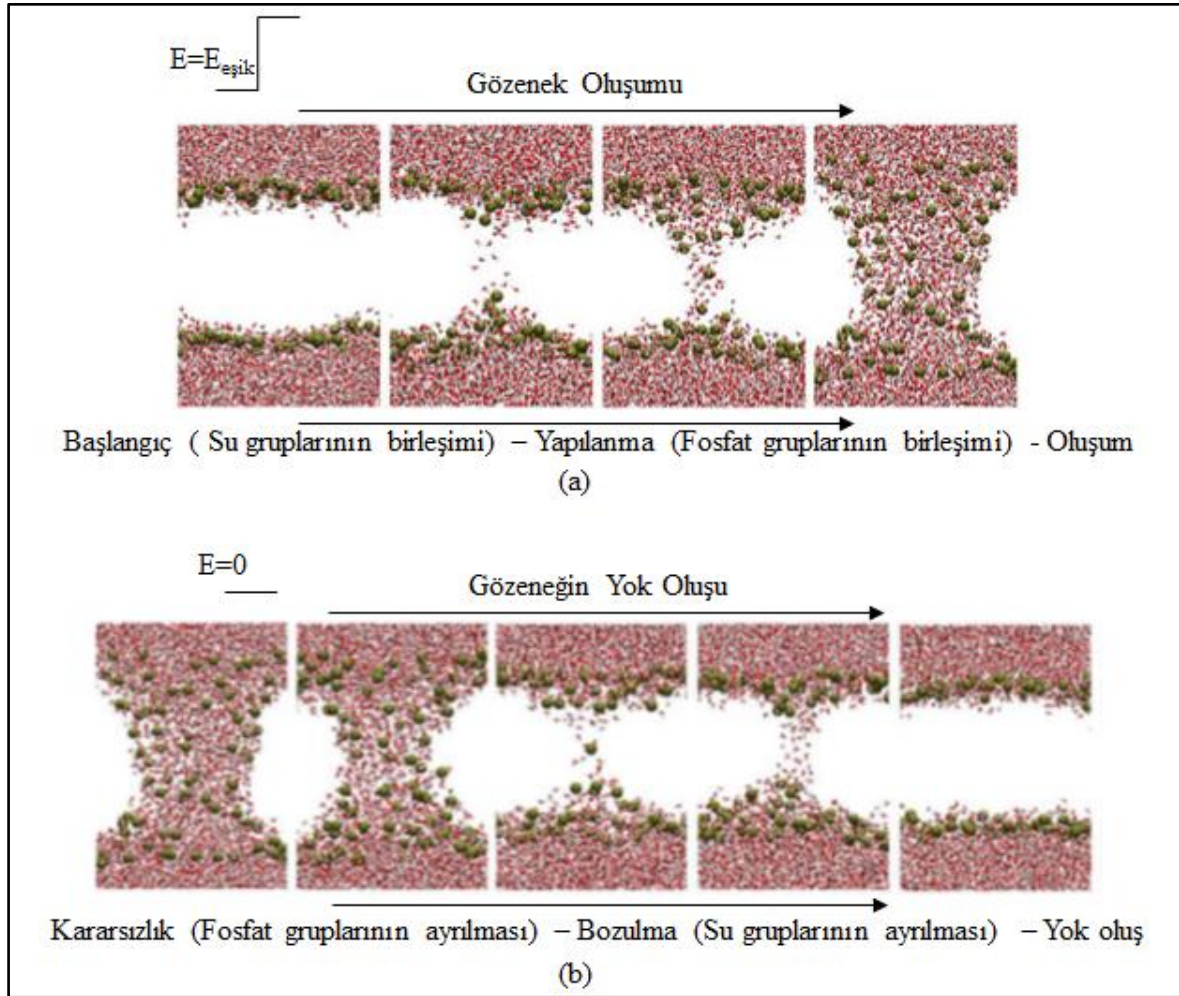 E=Eeşik
Gözenek Oluşumu
Başlangıç ( Su gruplarının birleşimi) – Yapılanma (Fosfat gruplarının birleşimi) - Oluşum
(a)
E=0
Gözeneğin Yok Oluşu
Kararsızlık (Fosfat gruplarının ayrılması) – Bozulma (Su gruplarının ayrılması) – Yok oluş
(b)